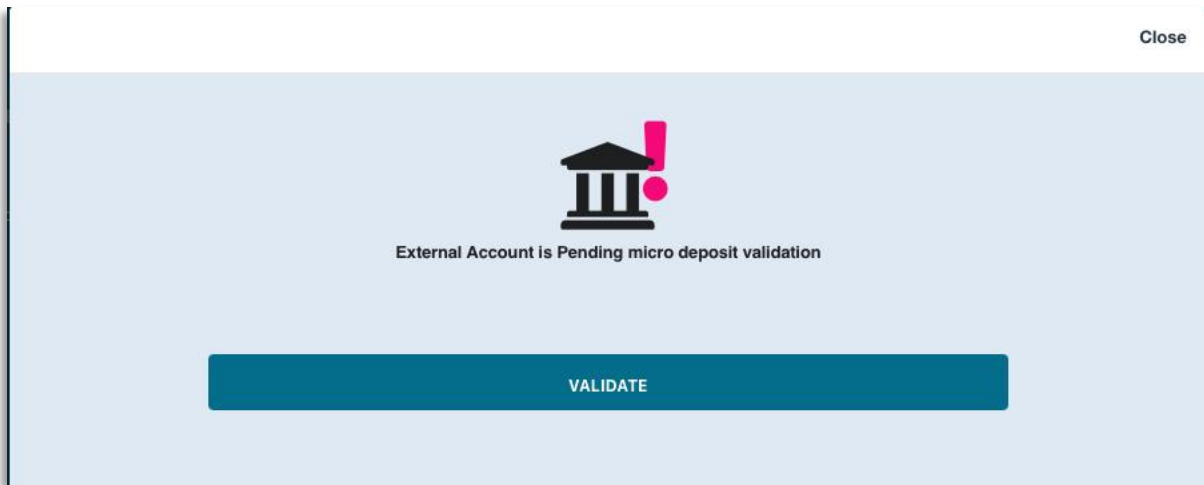 Close
External Account is Pending micro deposit validation
VALIDATE